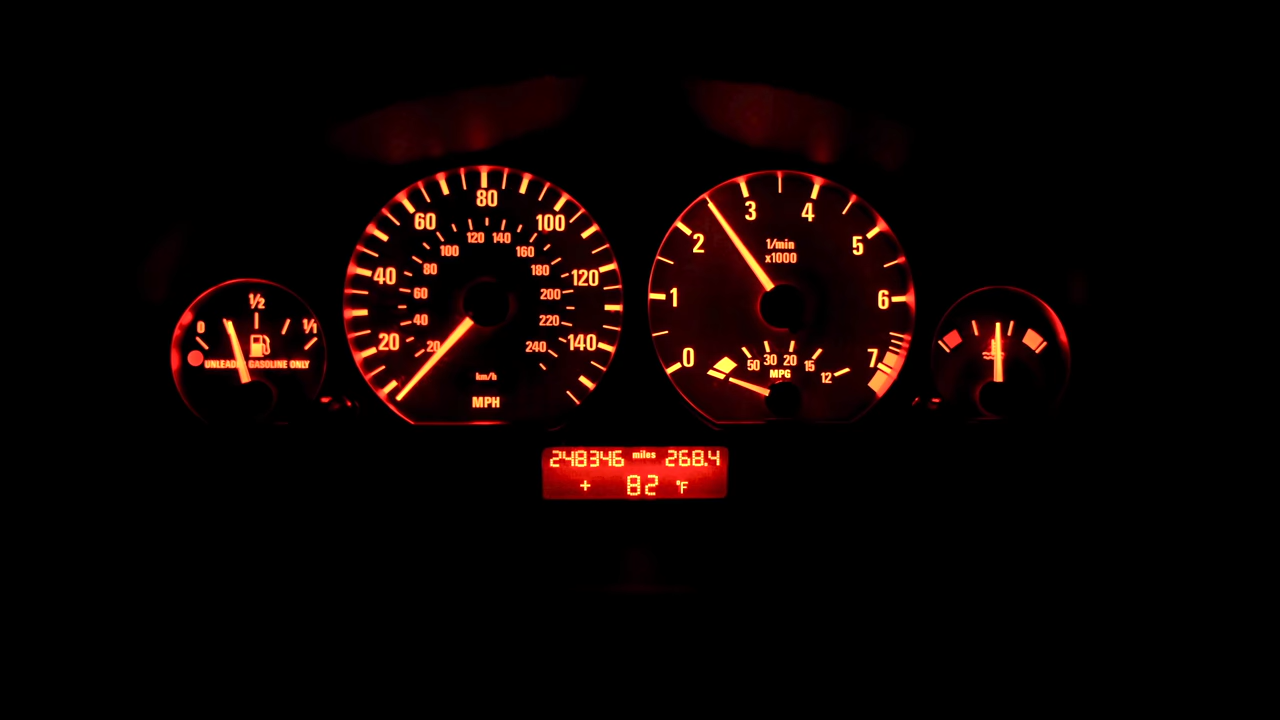 0 1/2 1/1
UNLEADED GASOLINE ONLY
20 40 60 80 100 120 140
20 40 60 80 100 120 140 160 180 200 220 240
km/h
MPH
0 1 2 3 4 5 6 7
1/min
x1000
50 30 20 15 12
MPG
248346 miles 268.4
+ 82 °F